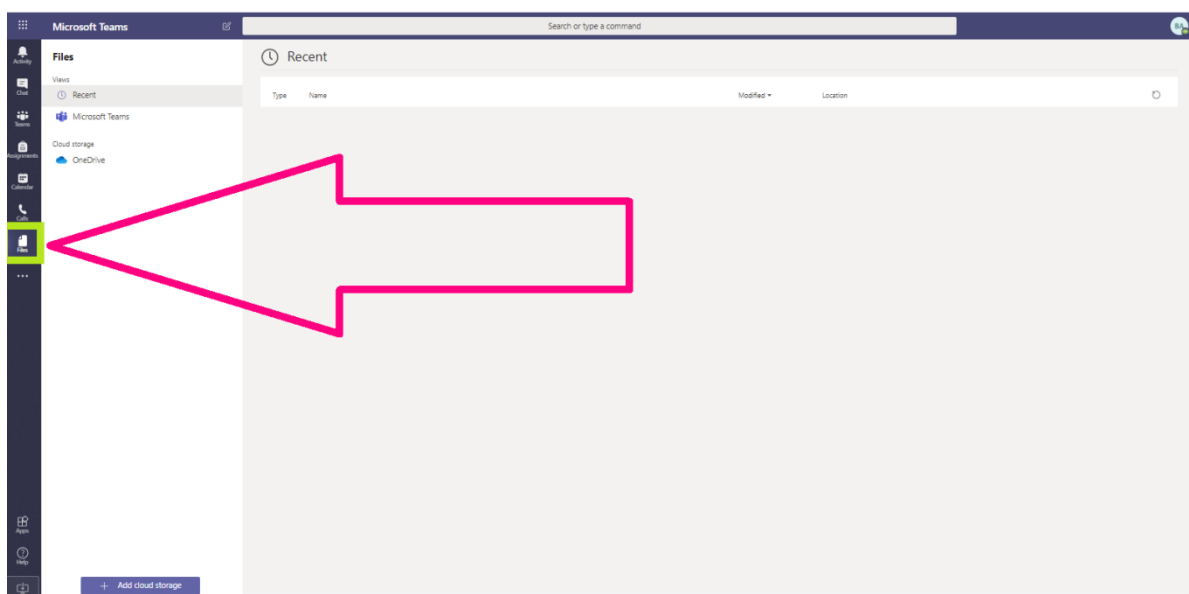 Microsoft Teams
Search or type a command
BA
Activity
Chat
Teams
Assignments
Calendar
Calls
Files
Apps
Help
Files
Views
Recent
Microsoft Teams
Cloud storage
OneDrive
+ Add cloud storage
Recent
Type Name Modified Location